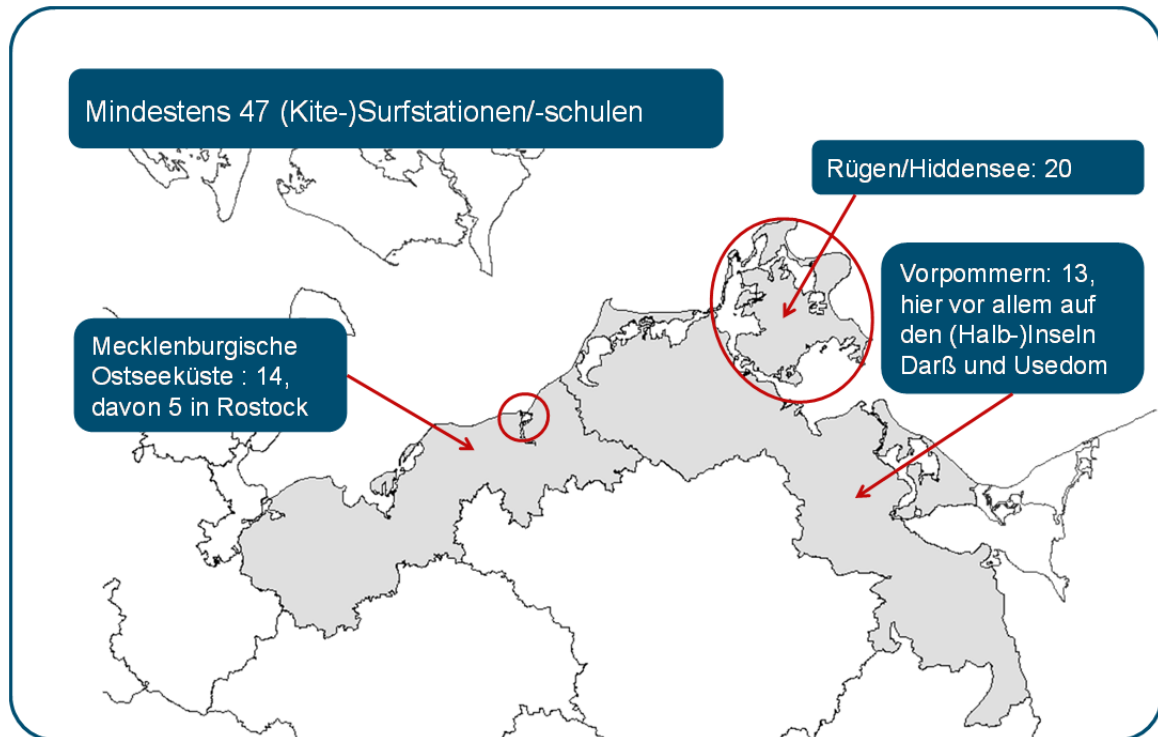 Mindestens 47 (Kite-)Surfstationen/-schulen
Rügen/Hiddensee: 20
Vorpommern: 13,
hier vor allem auf
den (Halb-)Inseln
Darß und Usedom
Mecklenburgische
Ostseeküste : 14,
davon 5 in Rostock